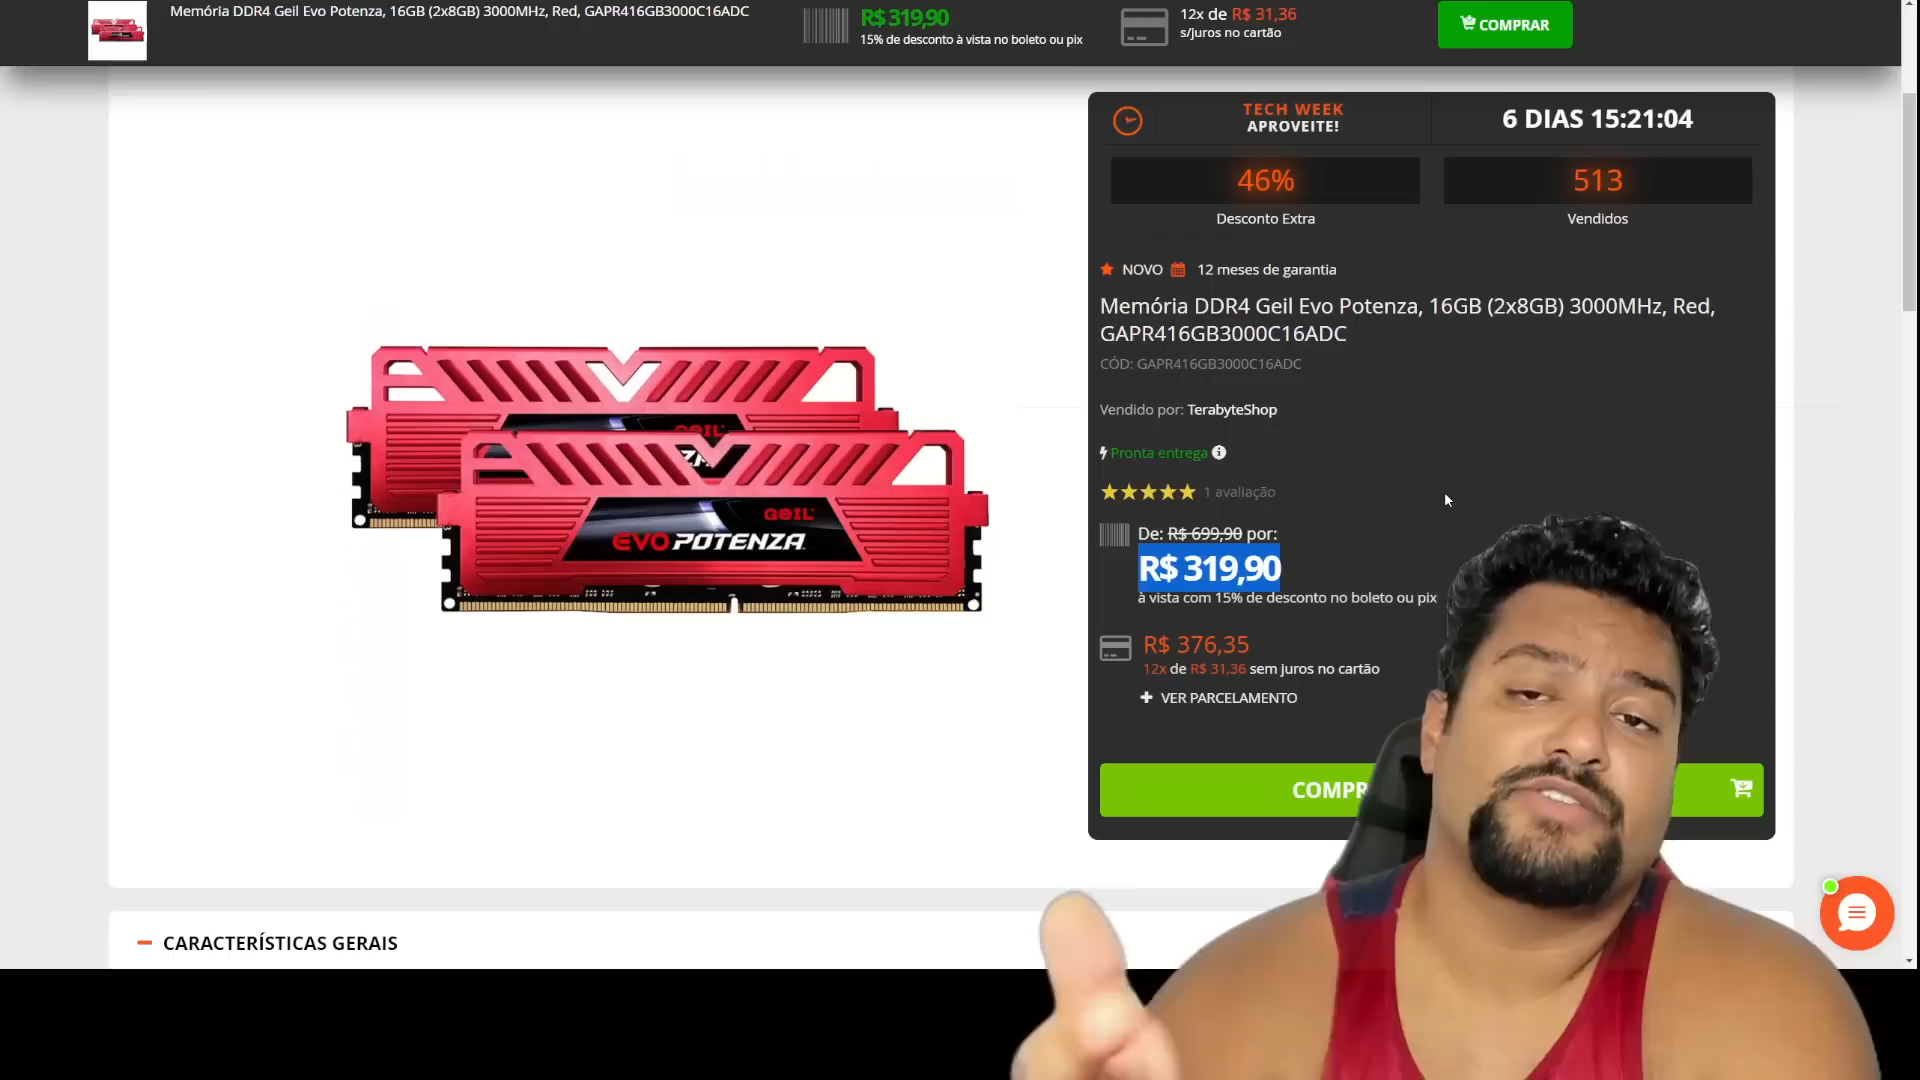 Memória DDR4 Geil Evo Potenza, 16GB (2x8GB) 3000MHz, Red, GAPR416GB3000C16ADC
R$ 319,90
15% de desconto à vista no boleto ou pix
12x de R$ 31,36
s/juros no cartão
COMPRAR
TECH WEEK
APROVEITE!
6 DIAS 15:21:04
46%
Desconto Extra
513
Vendidos
NOVO 12 meses de garantia
Memória DDR4 Geil Evo Potenza, 16GB (2x8GB) 3000MHz, Red,
GAPR416GB3000C16ADC
CÓD: GAPR416GB3000C16ADC
Vendido por: TerabyteShop
Pronta entrega
1 avaliação
De: R$ 699,90 por:
R$ 319,90
à vista com 15% de desconto no boleto ou pix
R$ 376,35
12x de R$ 31,36 sem juros no cartão
+ VER PARCELAMENTO
COMPR
GEIL
GEIL
EVO POTENZA
CARACTERÍSTICAS GERAIS